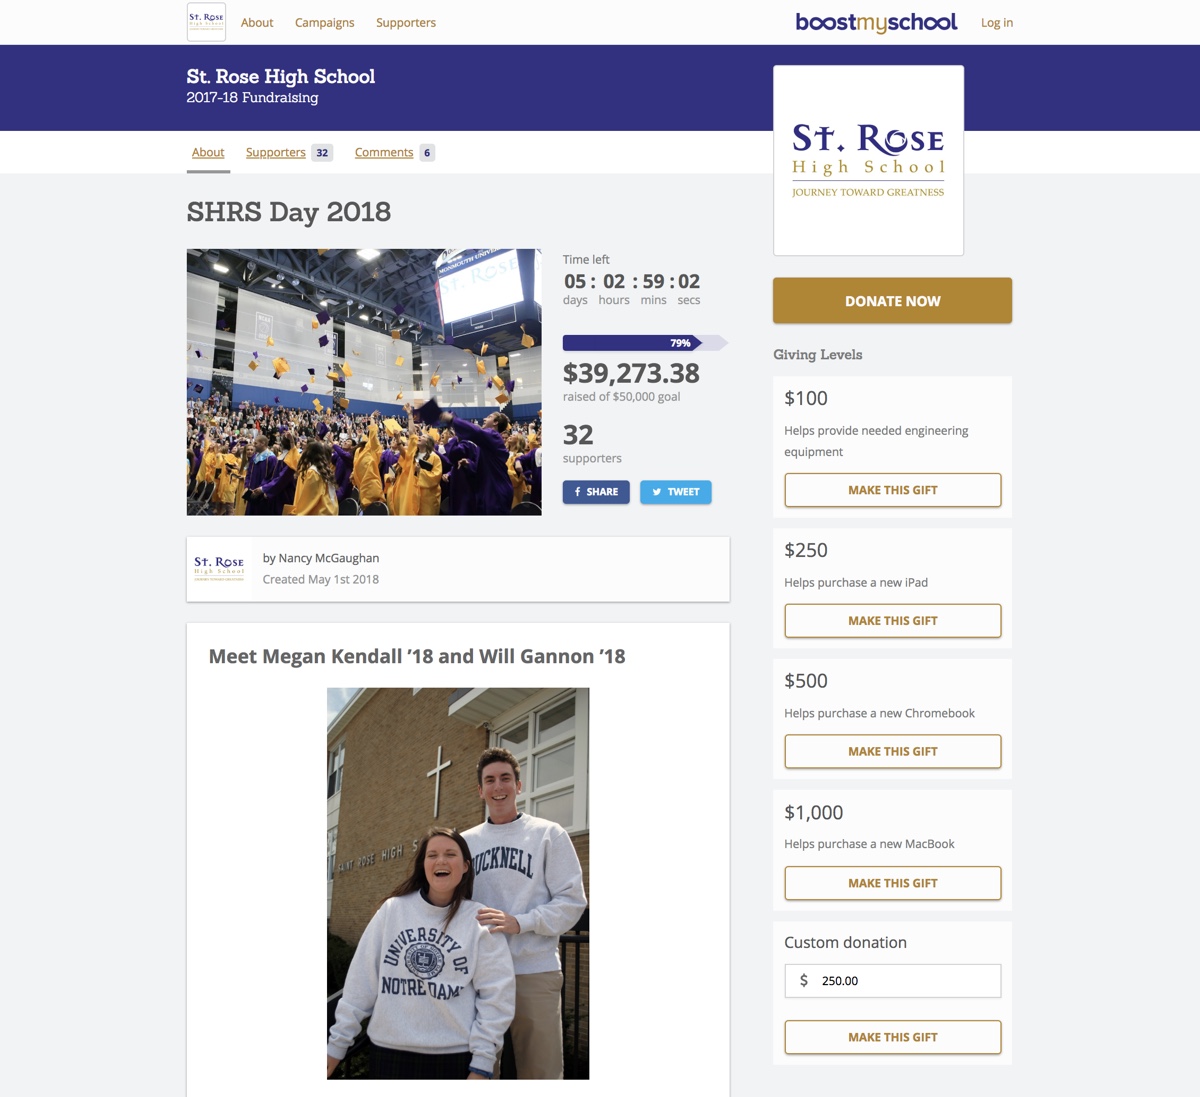 St. Rose
High School
About
Campaigns
Supporters
boostmyschool
Log in
St. Rose High School
2017-18 Fundraising
About
Supporters 32
Comments 6
St. Rose
High School
JOURNEY TOWARD GREATNESS
SHRS Day 2018
MONMOUTH UNIVER
St. Rose
Time left
05 : 02 : 59 : 02
days hours mins secs
79%
$39,273.38
raised of $50,000 goal
32
supporters
SHARE
TWEET
St. Rose
High School
by Nancy McGaughan
Created May 1st 2018
Meet Megan Kendall ’18 and Will Gannon ’18
SAINT ROSE HIGH S
BUCKNELL
UNIVERSITY OF
NOTRE DAM
DONATE NOW
Giving Levels
$100
Helps provide needed engineering
equipment
MAKE THIS GIFT
$250
Helps purchase a new iPad
MAKE THIS GIFT
$500
Helps purchase a new Chromebook
MAKE THIS GIFT
$1,000
Helps purchase a new MacBook
MAKE THIS GIFT
Custom donation
$ 250.00
MAKE THIS GIFT